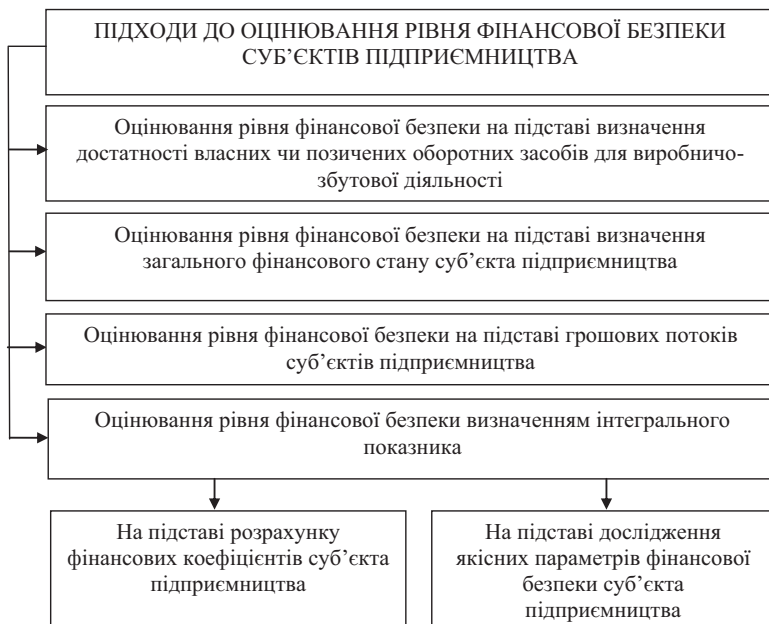 ПІДХОДИ ДО ОЦІНЮВАННЯ РІВНЯ ФІНАНСОВОЇ БЕЗПЕКИ
СУБ’ЄКТІВ ПІДПРИЄМНИЦТВА
Оцінювання рівня фінансової безпеки на підставі визначення
достатності власних чи позичених оборотних засобів для виробничо-
збутової діяльності
Оцінювання рівня фінансової безпеки на підставі визначення
загального фінансового стану суб’єкта підприємництва
Оцінювання рівня фінансової безпеки на підставі грошових потоків
суб’єктів підприємництва
Оцінювання рівня фінансової безпеки визначенням інтегрального
показника
На підставі розрахунку
фінансових коефіцієнтів суб’єкта
підприємництва
На підставі дослідження
якісних параметрів фінансової
безпеки суб’єкта
підприємництва